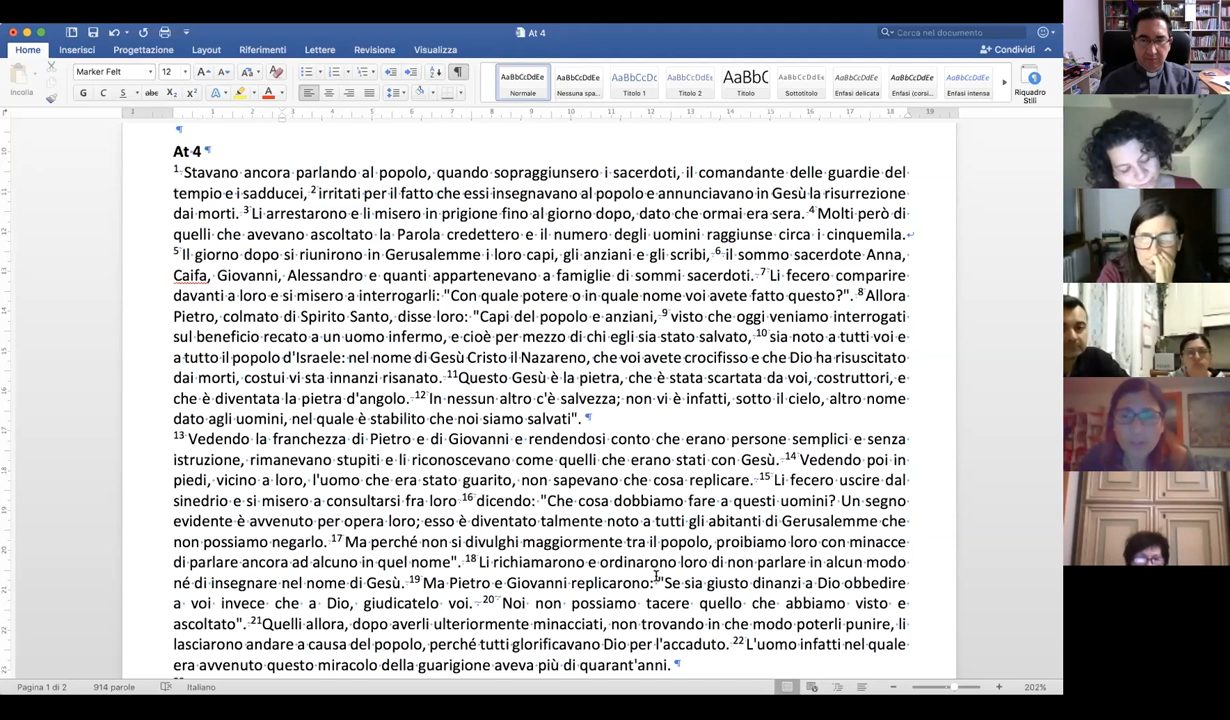 At 4
Cerca nel documento
Home Inserisci Progettazione Layout Riferimenti Lettere Revisione Visualizza
Condividi
Incolla
Marker Felt 12
G C S abc X₂ X²
AaBbCcDdEe AaBbCcDdEe AaBbCcDc AaBbCcDdEe AaBbC AaBbCcDdEe AaBbCcDdEe AaBbCcDdEe AaBbCcDdEe
Normale Nessuna spa... Titolo 1 Titolo 2 Titolo Sottotitolo Enfasi delicata Enfasi (corsi... Enfasi intensa
Riquadro Stili
At 4
1 Stavano ancora parlando al popolo, quando sopraggiunsero i sacerdoti, il comandante delle guardie del
tempio e i sadducei, 2 irritati per il fatto che essi insegnavano al popolo e annunciavano in Gesù la risurrezione
dai morti. 3 Li arrestarono e li misero in prigione fino al giorno dopo, dato che ormai era sera. 4 Molti però di
quelli che avevano ascoltato la Parola credettero e il numero degli uomini raggiunse circa i cinquemila.
5 Il giorno dopo si riunirono in Gerusalemme i loro capi, gli anziani e gli scribi, 6 il sommo sacerdote Anna,
Caifa, Giovanni, Alessandro e quanti appartenevano a famiglie di sommi sacerdoti. 7 Li fecero comparire
davanti a loro e si misero a interrogarli: "Con quale potere o in quale nome voi avete fatto questo?". 8 Allora
Pietro, colmato di Spirito Santo, disse loro: "Capi del popolo e anziani, 9 visto che oggi veniamo interrogati
sul beneficio recato a un uomo infermo, e cioè per mezzo di chi egli sia stato salvato, 10 sia noto a tutti voi e
a tutto il popolo d'Israele: nel nome di Gesù Cristo il Nazareno, che voi avete crocifisso e che Dio ha risuscitato
dai morti, costui vi sta innanzi risanato. 11 Questo Gesù è la pietra, che è stata scartata da voi, costruttori, e
che è diventata la pietra d'angolo. 12 In nessun altro c'è salvezza; non vi è infatti, sotto il cielo, altro nome
dato agli uomini, nel quale è stabilito che noi siamo salvati".
13 Vedendo la franchezza di Pietro e di Giovanni e rendendosi conto che erano persone semplici e senza
istruzione, rimanevano stupiti e li riconoscevano come quelli che erano stati con Gesù. 14 Vedendo poi in
piedi, vicino a loro, l'uomo che era stato guarito, non sapevano che cosa replicare. 15 Li fecero uscire dal
sinedrio e si misero a consultarsi fra loro 16 dicendo: "Che cosa dobbiamo fare a questi uomini? Un segno
evidente è avvenuto per opera loro; esso è diventato talmente noto a tutti gli abitanti di Gerusalemme che
non possiamo negarlo. 17 Ma perché non si divulghi maggiormente tra il popolo, proibiamo loro con minacce
di parlare ancora ad alcuno in quel nome". 18 Li richiamarono e ordinarono loro di non parlare in alcun modo
né di insegnare nel nome di Gesù. 19 Ma Pietro e Giovanni replicarono: "Se sia giusto dinanzi a Dio obbedire
a voi invece che a Dio, giudicatelo voi. 20 Noi non possiamo tacere quello che abbiamo visto e
ascoltato". 21 Quelli allora, dopo averli ulteriormente minacciati, non trovando in che modo poterli punire, li
lasciarono andare a causa del popolo, perché tutti glorificavano Dio per l'accaduto. 22 L'uomo infatti nel quale
era avvenuto questo miracolo della guarigione aveva più di quarant'anni.
Pagina 1 di 2 914 parole Italiano 202%